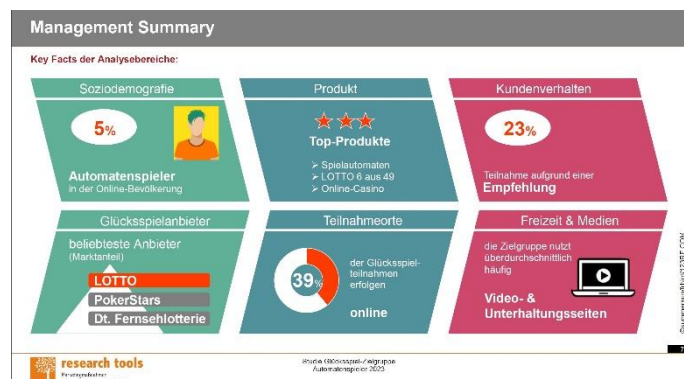 Management Summary
Key Facts der Analysebereiche:
Soziodemografie
5%
Automatenspieler
in der Online-Bevölkerung
Produkt
Top-Produkte
➢ Spielautomaten
➢ LOTTO 6 aus 49
➢ Online-Casino
Kundenverhalten
23%
Teilnahme aufgrund einer
Empfehlung
Glücksspielanbieter
beliebteste Anbieter
(Marktanteil)
LOTTO
PokerStars
Dt. Fernsehlotterie
Teilnahmeorte
39%
der Glücksspiel-
teilnahmen
erfolgen
online
Freizeit & Medien
die Zielgruppe nutzt
überdurchschnittlich
häufig
Video- &
Unterhaltungsseiten
research tools
Studie Glücksspiel-Zielgruppe
Automatenspieler 2023
7